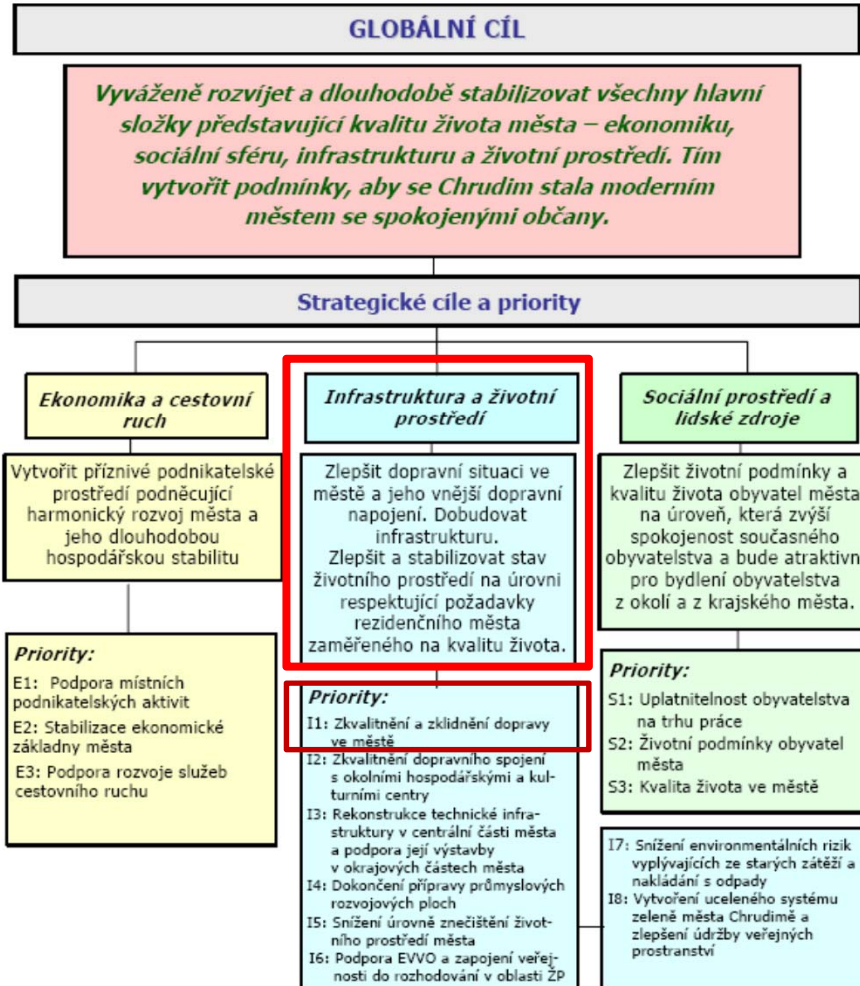 GLOBÁLNÍ CÍL
Vyváženě rozvíjet a dlouhodobě stabilizovat všechny hlavní
složky představující kvalitu života města – ekonomiku,
sociální sféru, infrastrukturu a životní prostředí. Tím
vytvořit podmínky, aby se Chrudim stala moderním
městem se spokojenými občany.
Strategické cíle a priority
Ekonomika a cestovní
ruch
Vytvořit příznivé podnikatelské
prostředí podněcující
harmonický rozvoj města a
jeho dlouhodobou
hospodářskou stabilitu
Priority:
E1: Podpora místních
podnikatelských aktivit
E2: Stabilizace ekonomické
základny města
E3: Podpora rozvoje služeb
cestovního ruchu
Infrastruktura a životní
prostředí
Zlepšit dopravní situaci ve
městě a jeho vnější dopravní
napojení. Dobudovat
infrastrukturu.
Zlepšit a stabilizovat stav
životního prostředí na úrovni
respektující požadavky
rezidenčního města
zaměřeného na kvalitu života.
Priority:
I1: Zkvalitnění a zklidnění dopravy
ve městě
I2: Zkvalitnění dopravního spojení
s okolními hospodářskými a kul-
turními centry
I3: Rekonstrukce technické infra-
struktury v centrální části města
a podpora její výstavby
v okrajových částech města
I4: Dokončení přípravy průmyslových
rozvojových ploch
I5: Snížení úrovně znečištění život-
ního prostředí města
I6: Podpora EVVO a zapojení veřej-
nosti do rozhodování v oblasti ŽP
Sociální prostředí a
lidské zdroje
Zlepšit životní podmínky a
kvalitu života obyvatel města
na úroveň, která zvýší
spokojenost současného
obyvatelstva a bude atraktivn
pro bydlení obyvatelstva
z okolí a z krajského města.
Priority:
S1: Uplatnitelnost obyvatelstva
na trhu práce
S2: Životní podmínky obyvatel
města
S3: Kvalita života ve městě
I7: Snížení environmentálních rizik
vyplývajících ze starých zátěží a
nakládání s odpady
I8: Vytvoření uceleného systému
zeleně města Chrudimě a
zlepšení údržby veřejných
prostranství